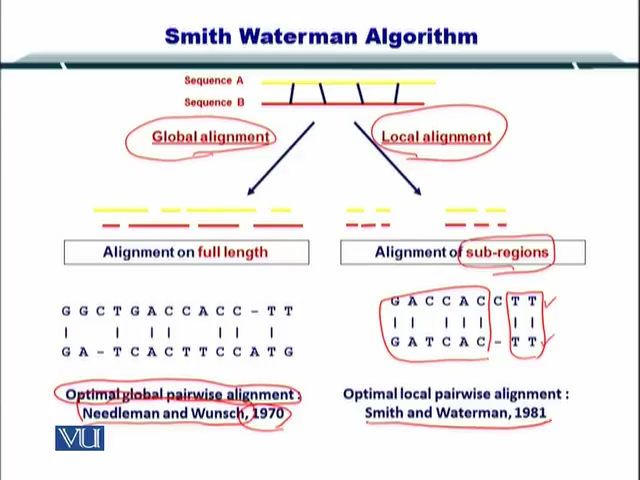 Smith Waterman Algorithm
Sequence A
Sequence B
Global alignment
Local alignment
Alignment on full length
Alignment of sub-regions
G G C T G A C C A C C - T T
G A - T C A C T T C C A T G
G A C C A C C T T
G A T C A C - T T
Optimal global pairwise alignment :
Needleman and Wunsch, 1970
Optimal local pairwise alignment :
Smith and Waterman, 1981
VU